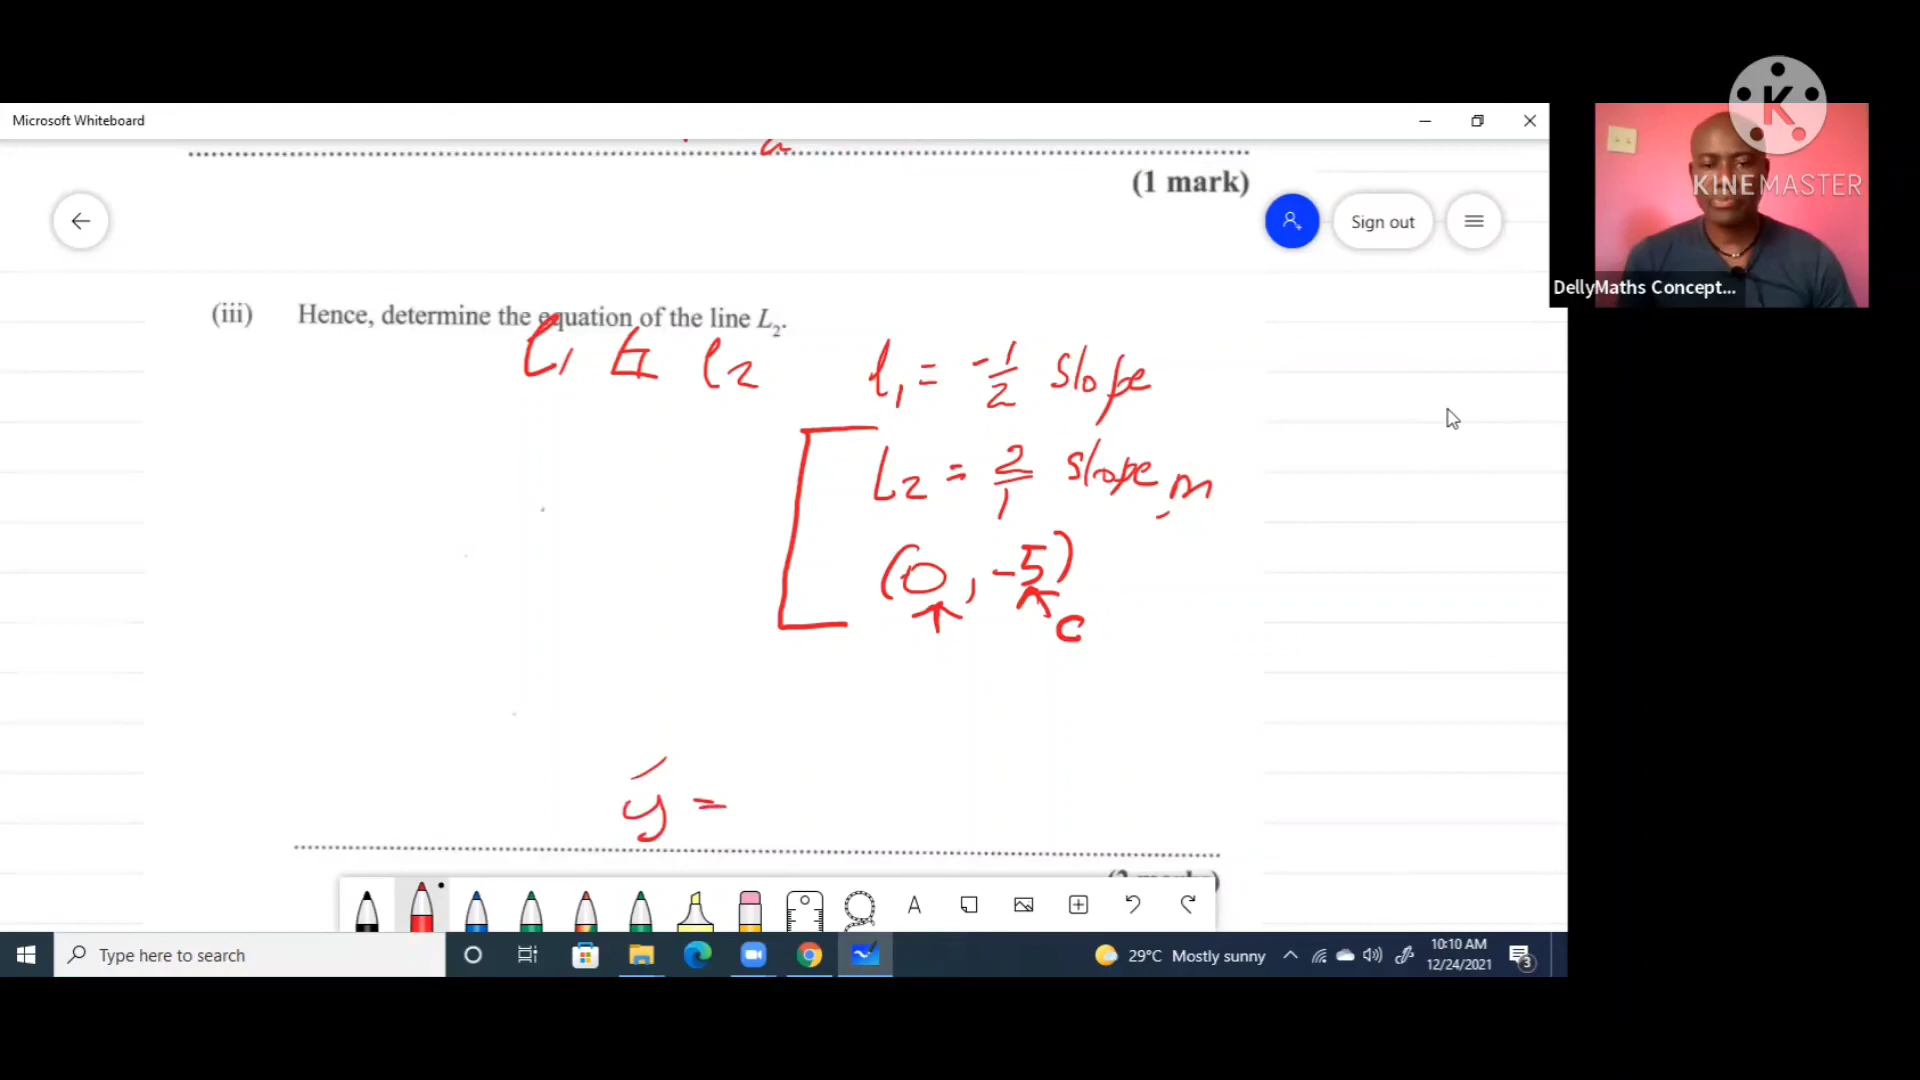 Microsoft Whiteboard
KINEMASTER
(1 mark)
Sign out
DellyMaths Concept...
(iii) Hence, determine the equation of the line L₂.
l₁ = -1/2 slope
L₂ = 2/1 slope, m
(0, -5)
c
y =
Type here to search
29°C Mostly sunny
10:10 AM
12/24/2021
3